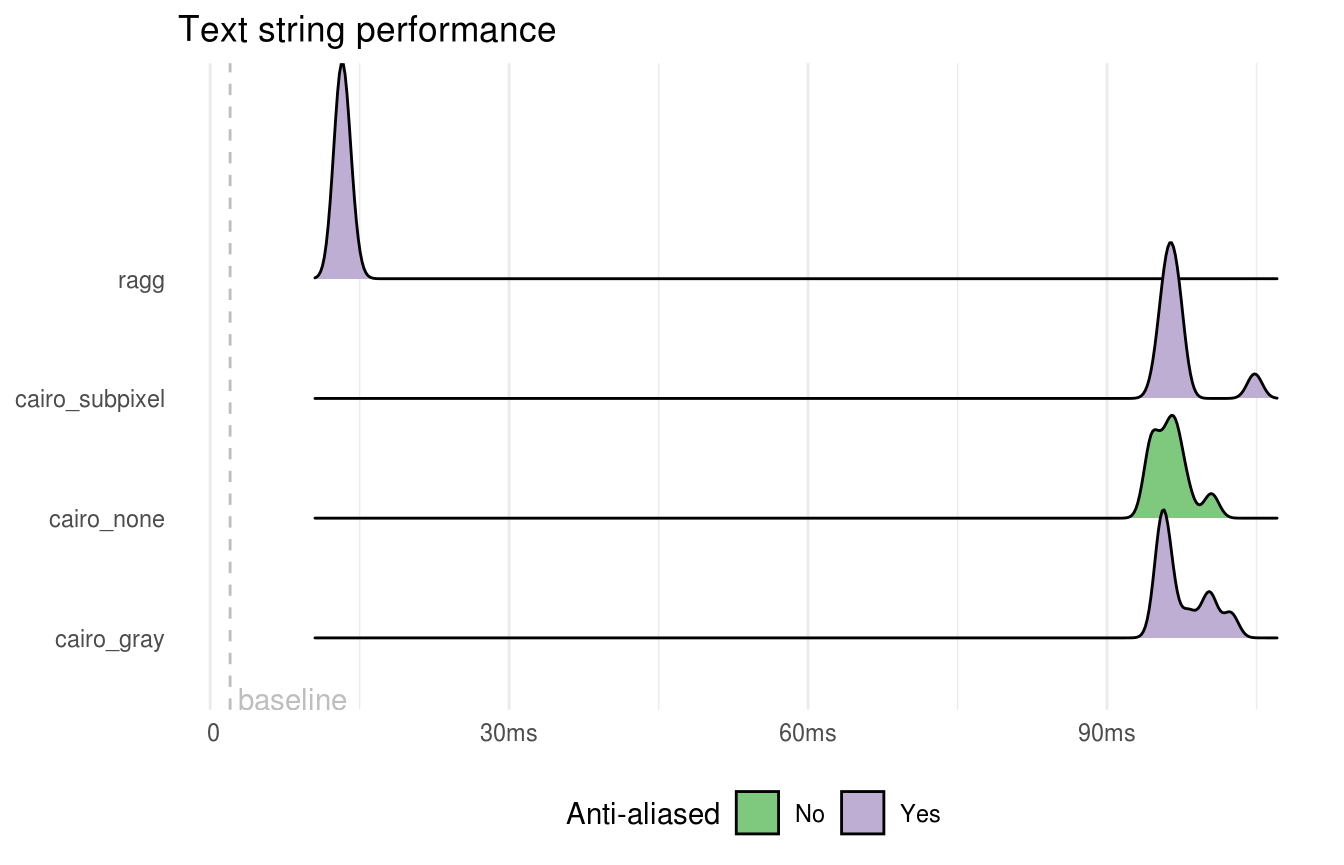 Text string performance
ragg
cairo_subpixel
cairo_none
cairo_gray
baseline
0 30ms 60ms 90ms
Anti-aliased No Yes